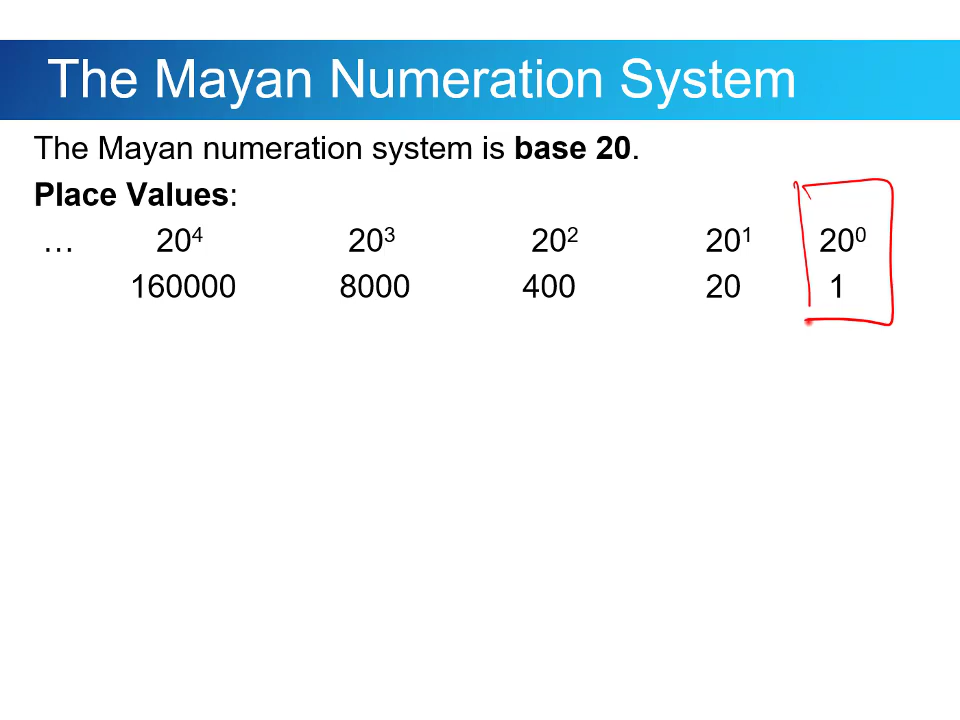 The Mayan Numeration System
The Mayan numeration system is base 20.
Place Values:
… 20⁴ 20³ 20² 20¹ 20⁰
160000 8000 400 20 1